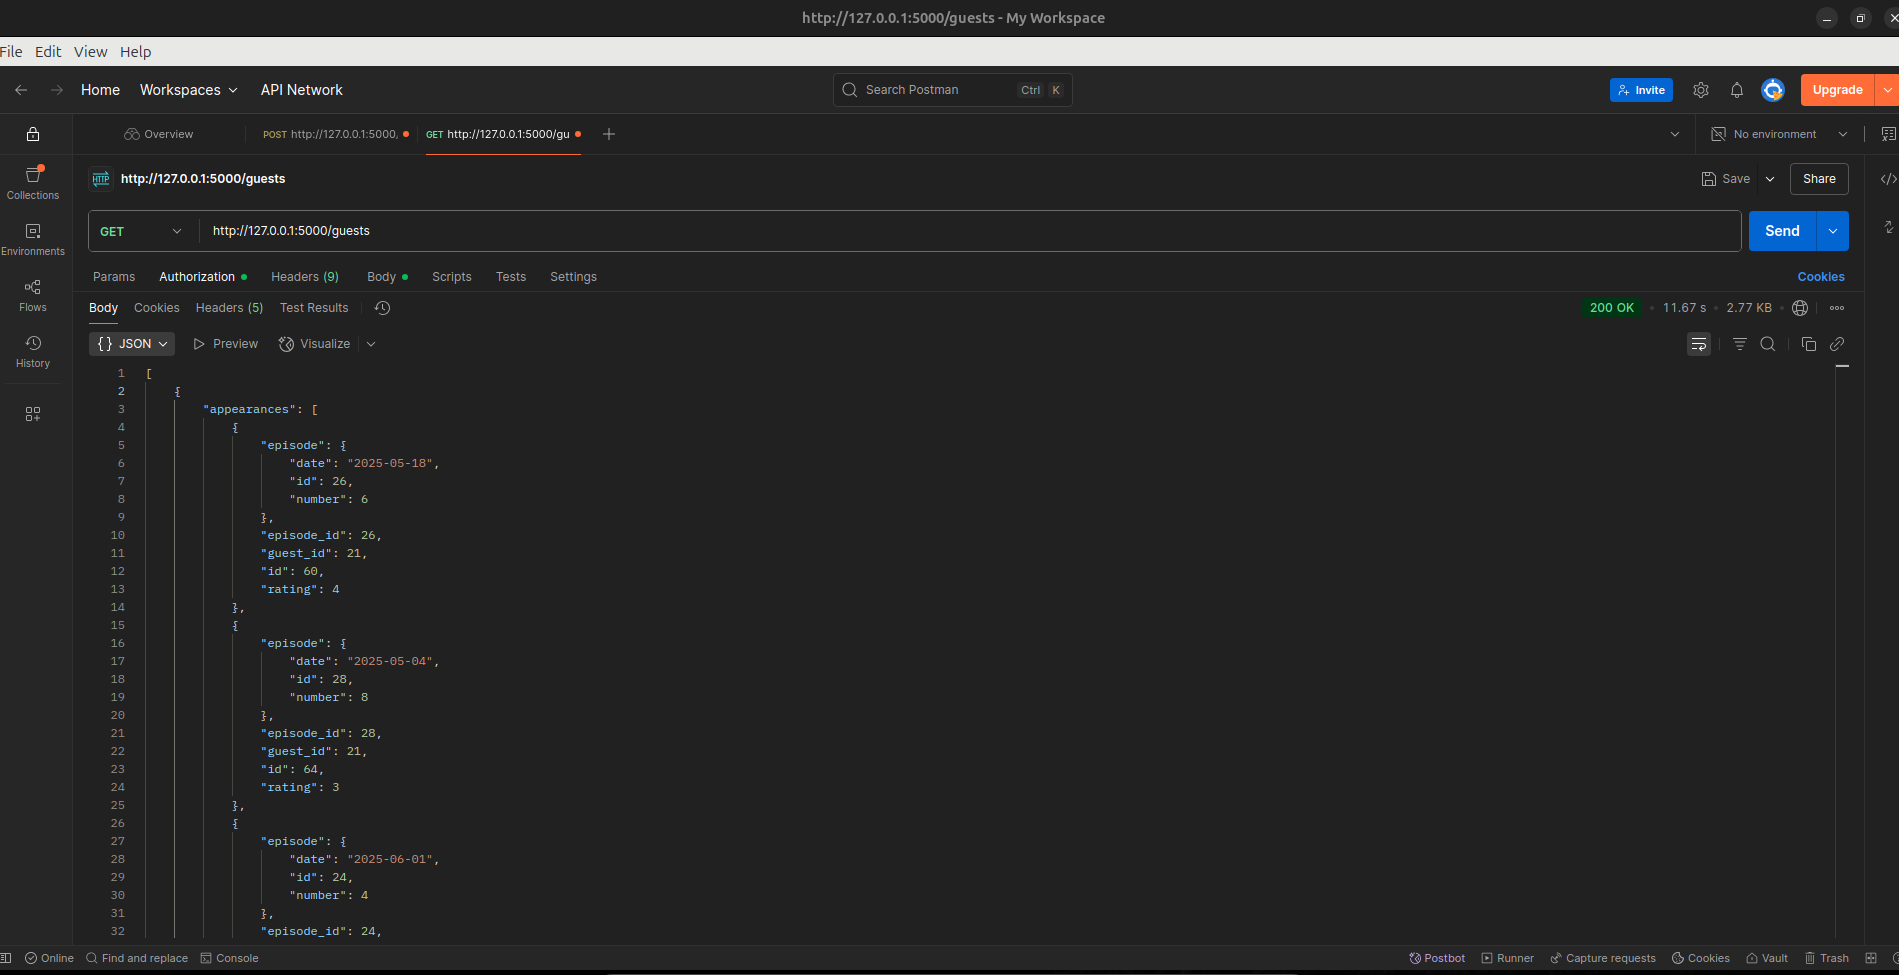 http://127.0.0.1:5000/guests - My Workspace
File Edit View Help
Home Workspaces API Network Search Postman Ctrl K Invite Upgrade
Overview POST http://127.0.0.1:5000, GET http://127.0.0.1:5000/gu No environment
HTTP http://127.0.0.1:5000/guests Save Share
Collections
Environments
Flows
History
GET http://127.0.0.1:5000/guests Send
Params Authorization Headers (9) Body Scripts Tests Settings Cookies
Body Cookies Headers (5) Test Results 200 OK 11.67 s 2.77 KB
{ } JSON Preview Visualize
1 [
2 {
3 "appearances": [
4 {
5 "episode": {
6 "date": "2025-05-18",
7 "id": 26,
8 "number": 6
9 },
10 "episode_id": 26,
11 "guest_id": 21,
12 "id": 60,
13 "rating": 4
14 },
15 {
16 "episode": {
17 "date": "2025-05-04",
18 "id": 28,
19 "number": 8
20 },
21 "episode_id": 28,
22 "guest_id": 21,
23 "id": 64,
24 "rating": 3
25 },
26 {
27 "episode": {
28 "date": "2025-06-01",
29 "id": 24,
30 "number": 4
31 },
32 "episode_id": 24,
Online Find and replace Console Postbot Runner Capture requests Cookies Vault Trash